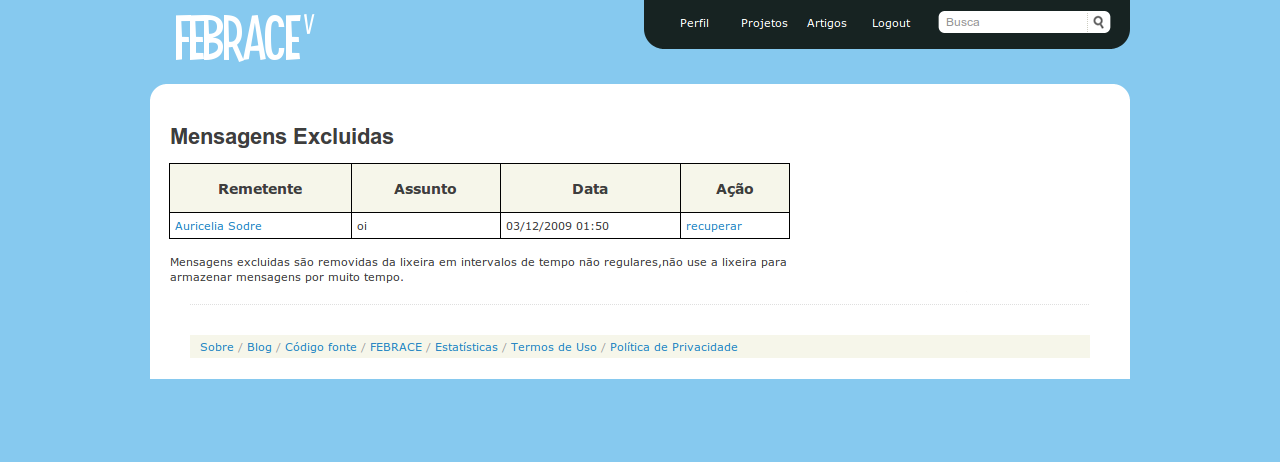 FEBRACE V
Perfil Projetos Artigos Logout Busca
Mensagens Excluidas
Remetente Assunto Data Ação
Auricelia Sodre oi 03/12/2009 01:50 recuperar
Mensagens excluidas são removidas da lixeira em intervalos de tempo não regulares,não use a lixeira para
armazenar mensagens por muito tempo.
Sobre / Blog / Código fonte / FEBRACE / Estatísticas / Termos de Uso / Política de Privacidade